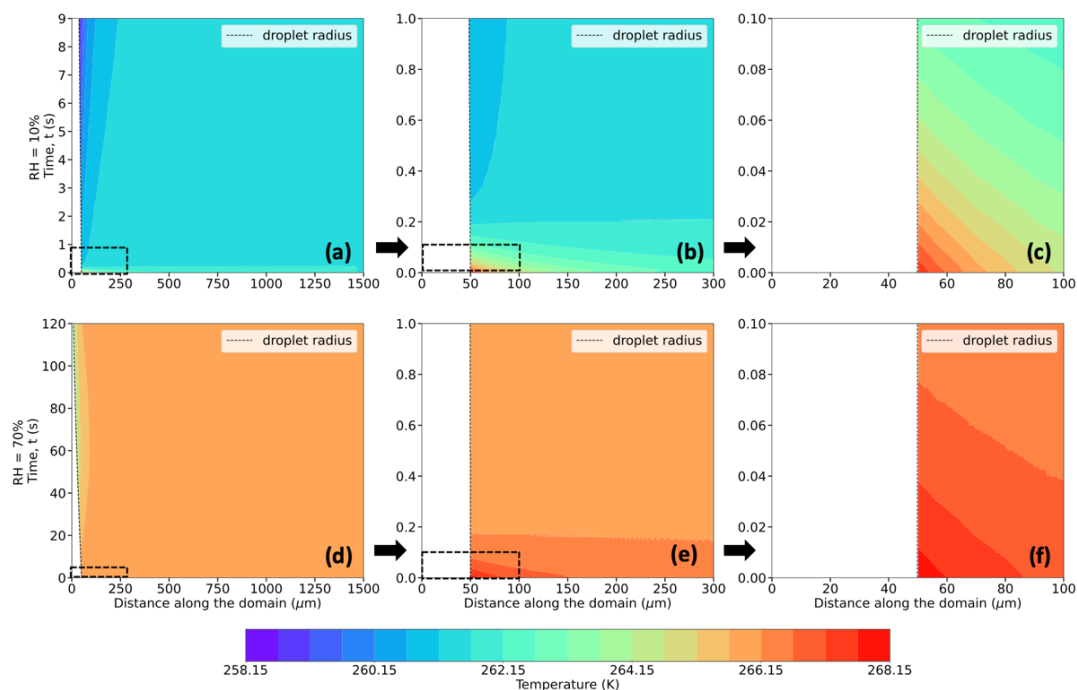 RH = 10%
Time, t (s)
9
8
7
6
5
4
3
2
1
0
0 250 500 750 1000 1250 1500
droplet radius
(a)
1.0
0.8
0.6
0.4
0.2
0.0
0 50 100 150 200 250 300
droplet radius
(b)
0.10
0.08
0.06
0.04
0.02
0.00
0 20 40 60 80 100
droplet radius
(c)
RH = 70%
Time, t (s)
120
100
80
60
40
20
0
0 250 500 750 1000 1250 1500
Distance along the domain (μm)
droplet radius
(d)
1.0
0.8
0.6
0.4
0.2
0.0
0 50 100 150 200 250 300
Distance along the domain (μm)
droplet radius
(e)
0.10
0.08
0.06
0.04
0.02
0.00
0 20 40 60 80 100
Distance along the domain (μm)
droplet radius
(f)
258.15 260.15 262.15 264.15 266.15 268.15
Temperature (K)